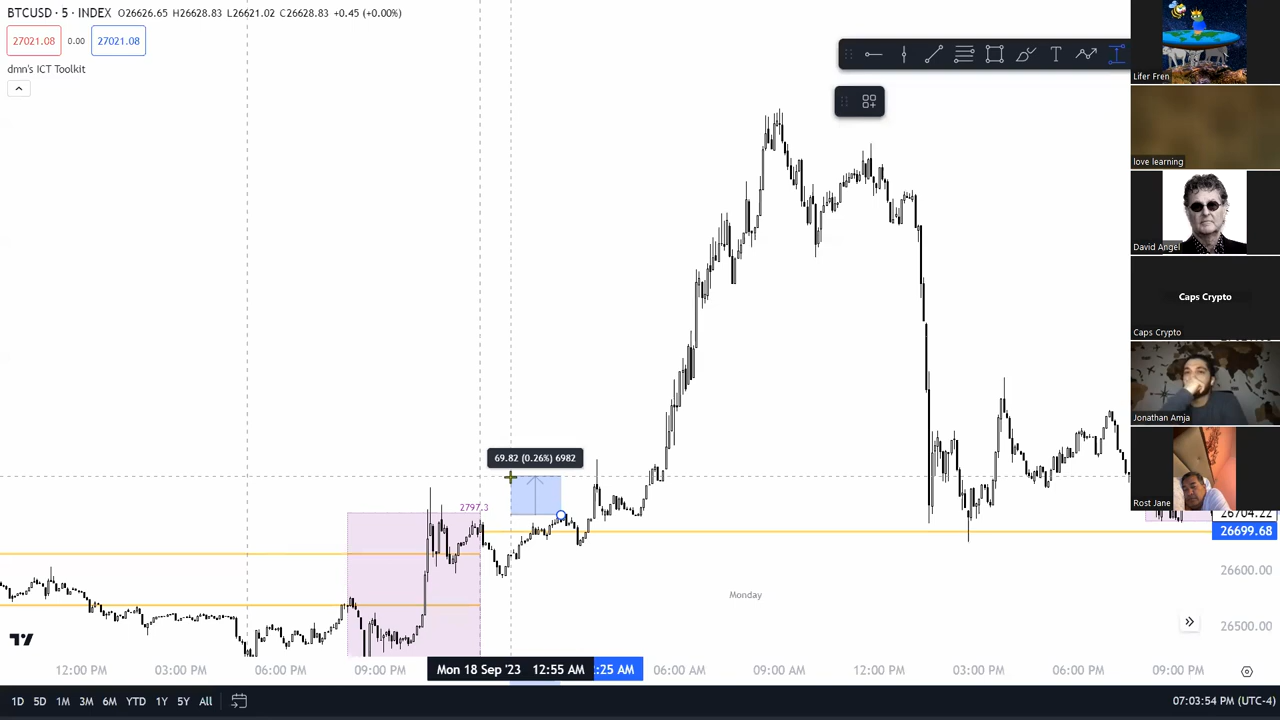 BTCUSD · 5 · INDEX O26626.65 H26628.83 L26621.02 C26628.83 +0.45 (+0.00%)
27021.08 0.00 27021.08
dmn's ICT Toolkit
T
Lifer Fren
love learning
David Angel
Caps Crypto
Caps Crypto
Jonathan Amja
Rost Jane
69.82 (0.26%) 6982
2797.3
26704.22
26699.68
26600.00
Monday
26500.00
12:00 PM 03:00 PM 06:00 PM 09:00 PM Mon 18 Sep '23 12:55 AM :25 AM 06:00 AM 09:00 AM 12:00 PM 03:00 PM 06:00 PM 09:00 PM
1D 5D 1M 3M 6M YTD 1Y 5Y All 07:03:54 PM (UTC-4)